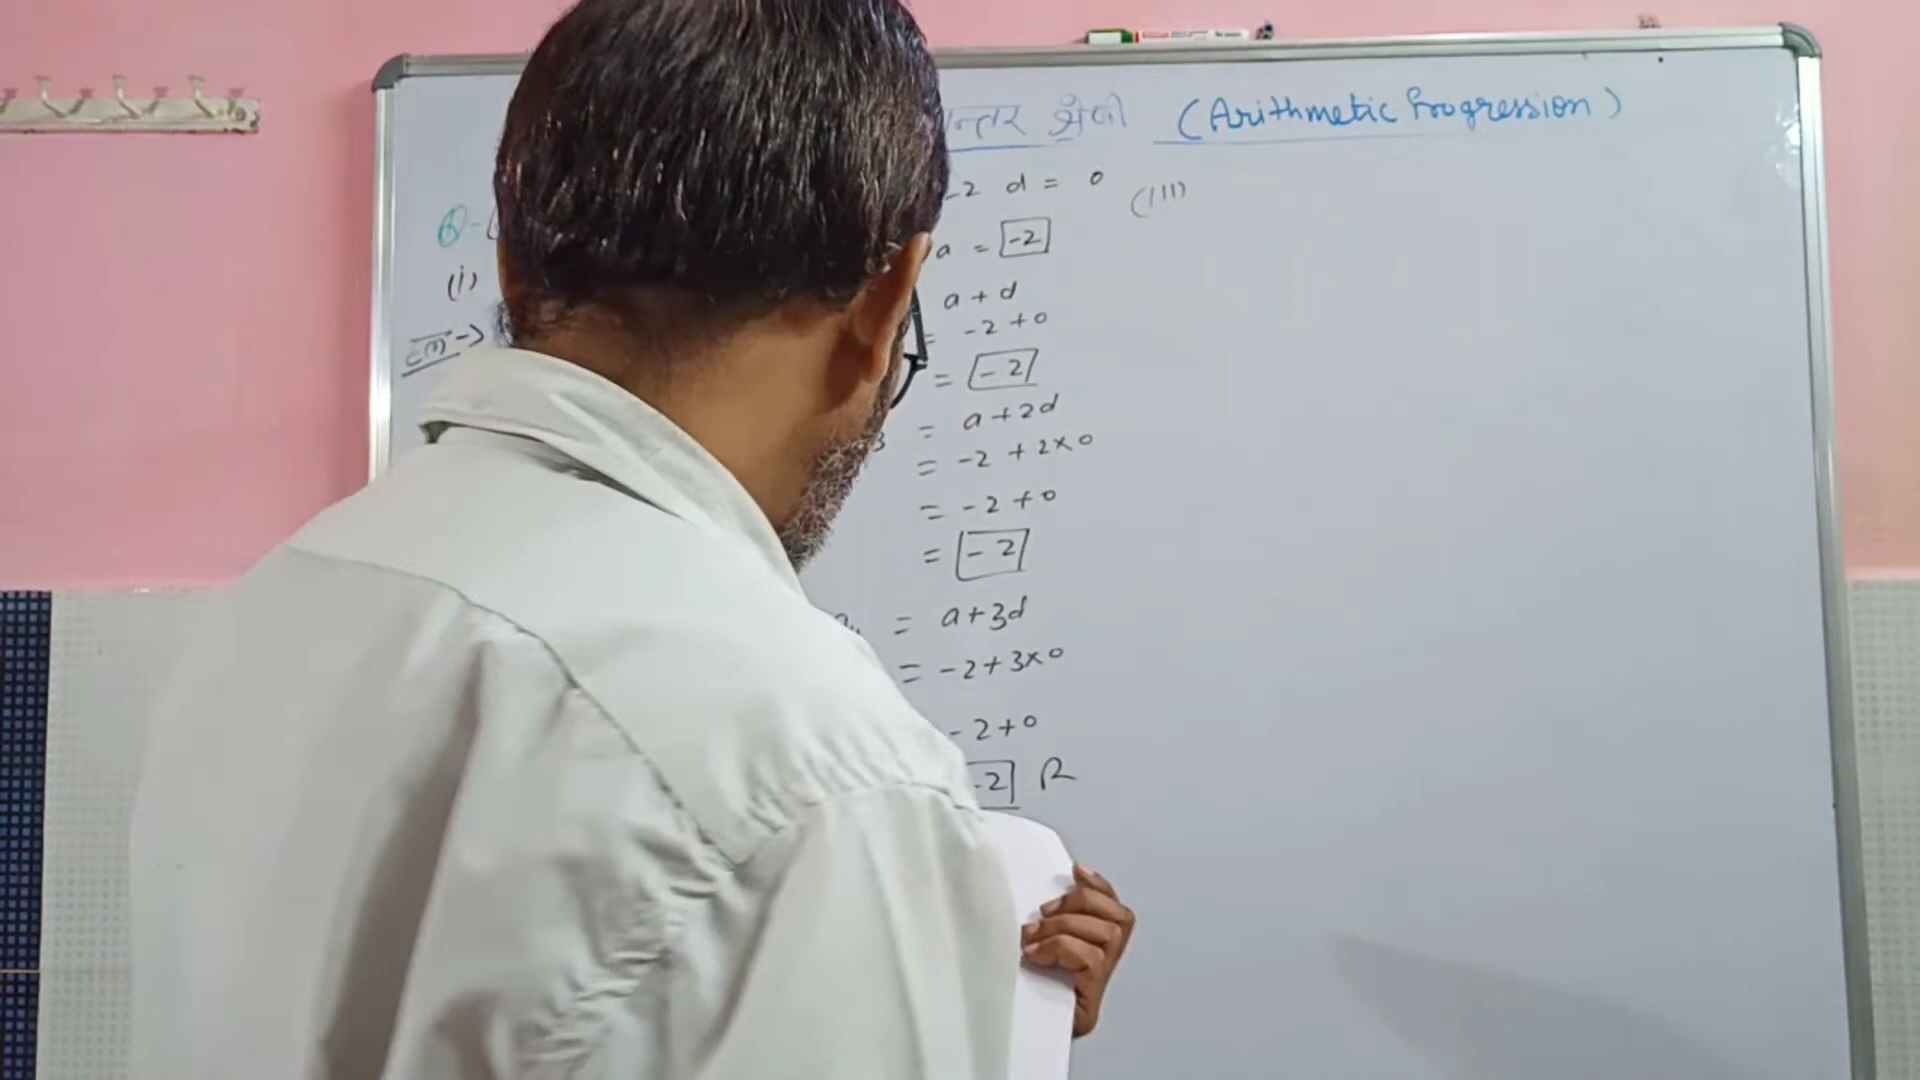 न्तर श्रेणी (Arithmetic Progression)
Q-
(i)
-2 d = 0
a = -2
a + d
= -2 + 0
= -2
3 = a + 2d
= -2 + 2×0
= -2 + 0
= -2
= a + 3d
= -2 + 3×0
-2 + 0
-2
(III)